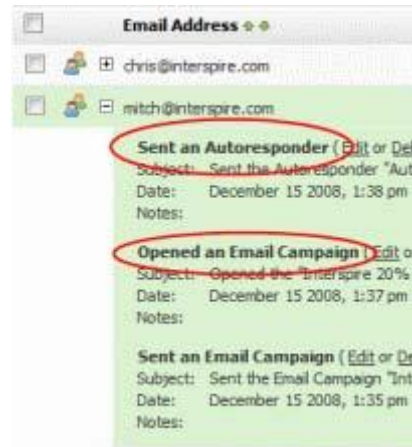 Email Address
chris@interspire.com
mitch@interspire.com
Sent an Autoresponder ( Edit or Del
Subject: Sent the Autoresponder "Aut
Date: December 15 2008, 1:38 pm
Notes:
Opened an Email Campaign ( Edit o
Subject: Opened the "Interspire 20%
Date: December 15 2008, 1:37 pm
Notes:
Sent an Email Campaign ( Edit or De
Subject: Sent the Email Campaign "Int
Date: December 15 2008, 1:35 pm
Notes: